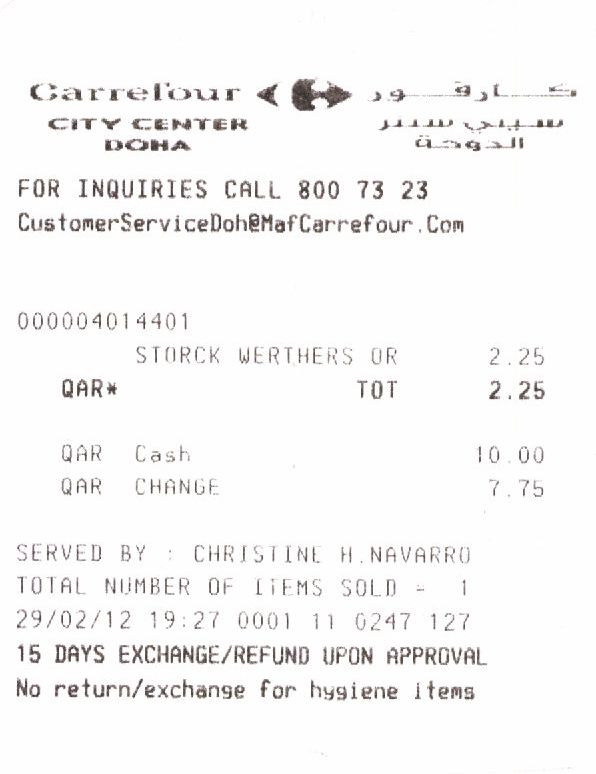 Carrefour كارفور
CITY CENTER سيتي سنتر
DOHA الدوحة
FOR INQUIRIES CALL 800 73 23
CustomerServiceDoh@MafCarrefour.Com
000004014401
STORCK WERTHERS OR 2.25
QAR* TOT 2.25
QAR Cash 10.00
QAR CHANGE 7.75
SERVED BY : CHRISTINE H.NAVARRO
TOTAL NUMBER OF ITEMS SOLD - 1
29/02/12 19:27 0001 11 0247 127
15 DAYS EXCHANGE/REFUND UPON APPROVAL
No return/exchange for hygiene items